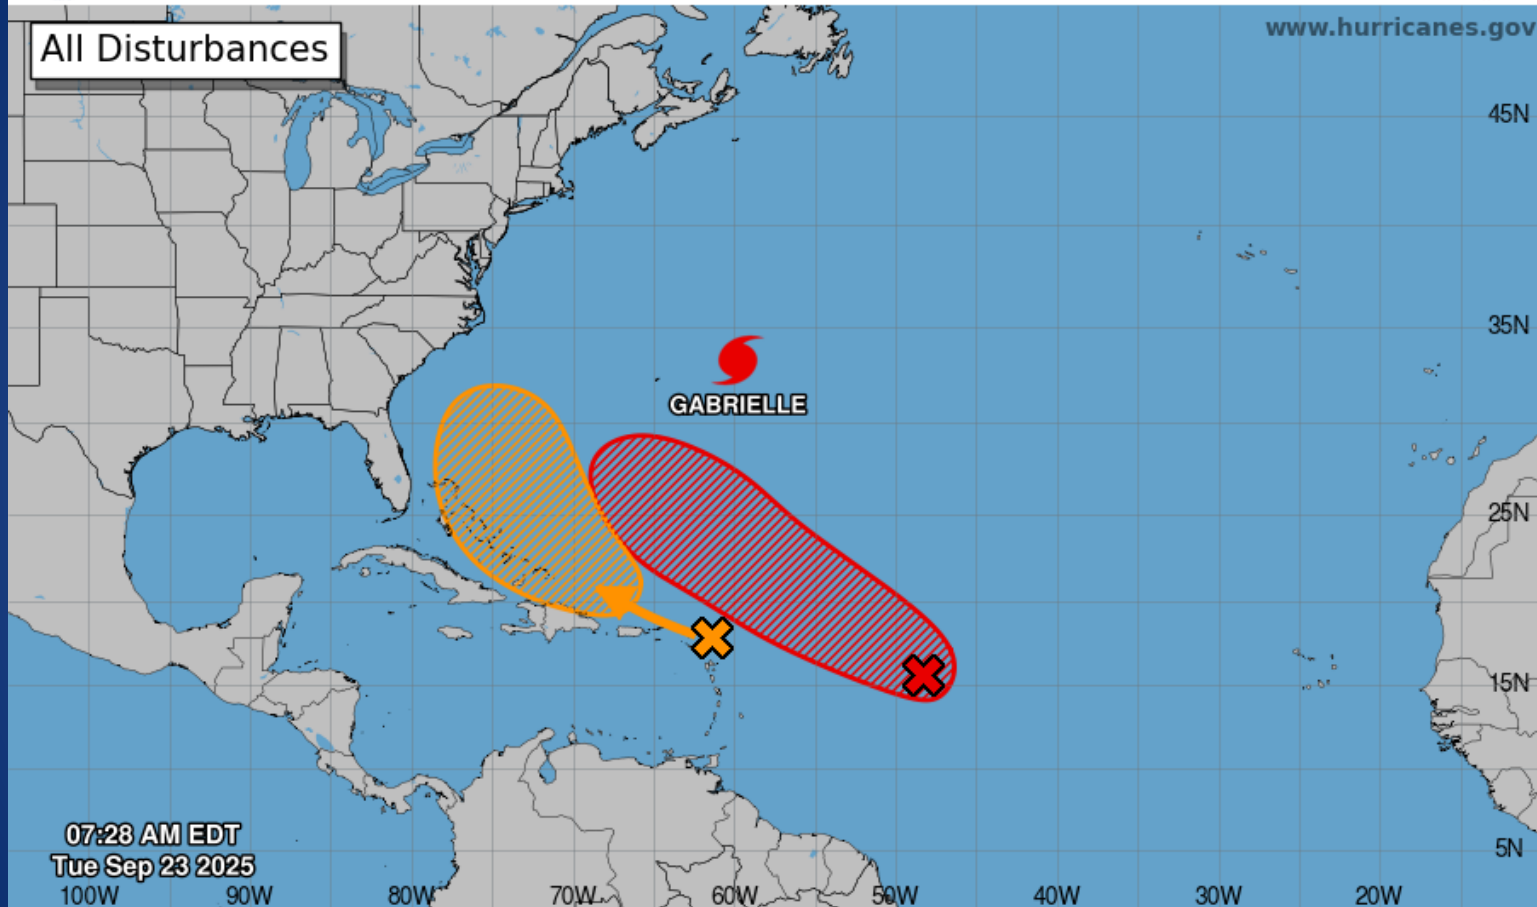 All Disturbances
www.hurricanes.gov
45N
35N
GABRIELLE
25N
15N
07:28 AM EDT
Tue Sep 23 2025
5N
100W 90W 80W 70W 60W 50W 40W 30W 20W